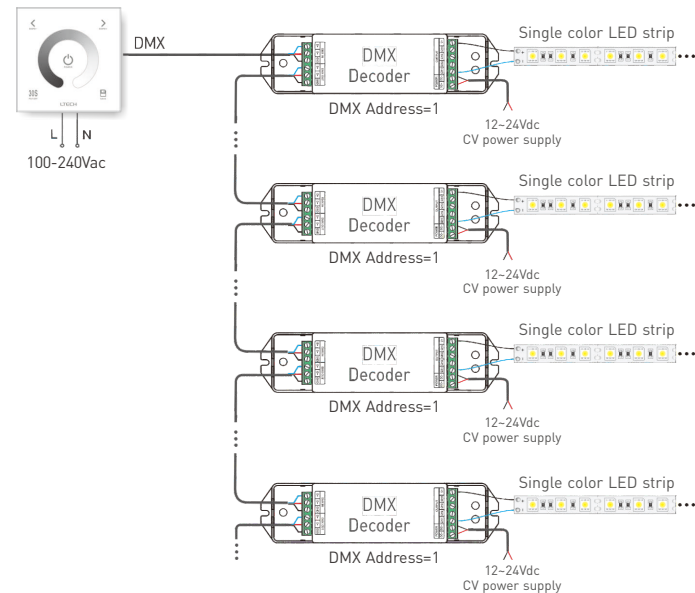 DMX
30S
LTECH
L N
100-240Vac
DMX
Decoder
DMX Address=1
Single color LED strip
12~24Vdc
CV power supply
DMX
Decoder
DMX Address=1
Single color LED strip
12~24Vdc
CV power supply
DMX
Decoder
DMX Address=1
Single color LED strip
12~24Vdc
CV power supply
DMX
Decoder
DMX Address=1
Single color LED strip
12~24Vdc
CV power supply